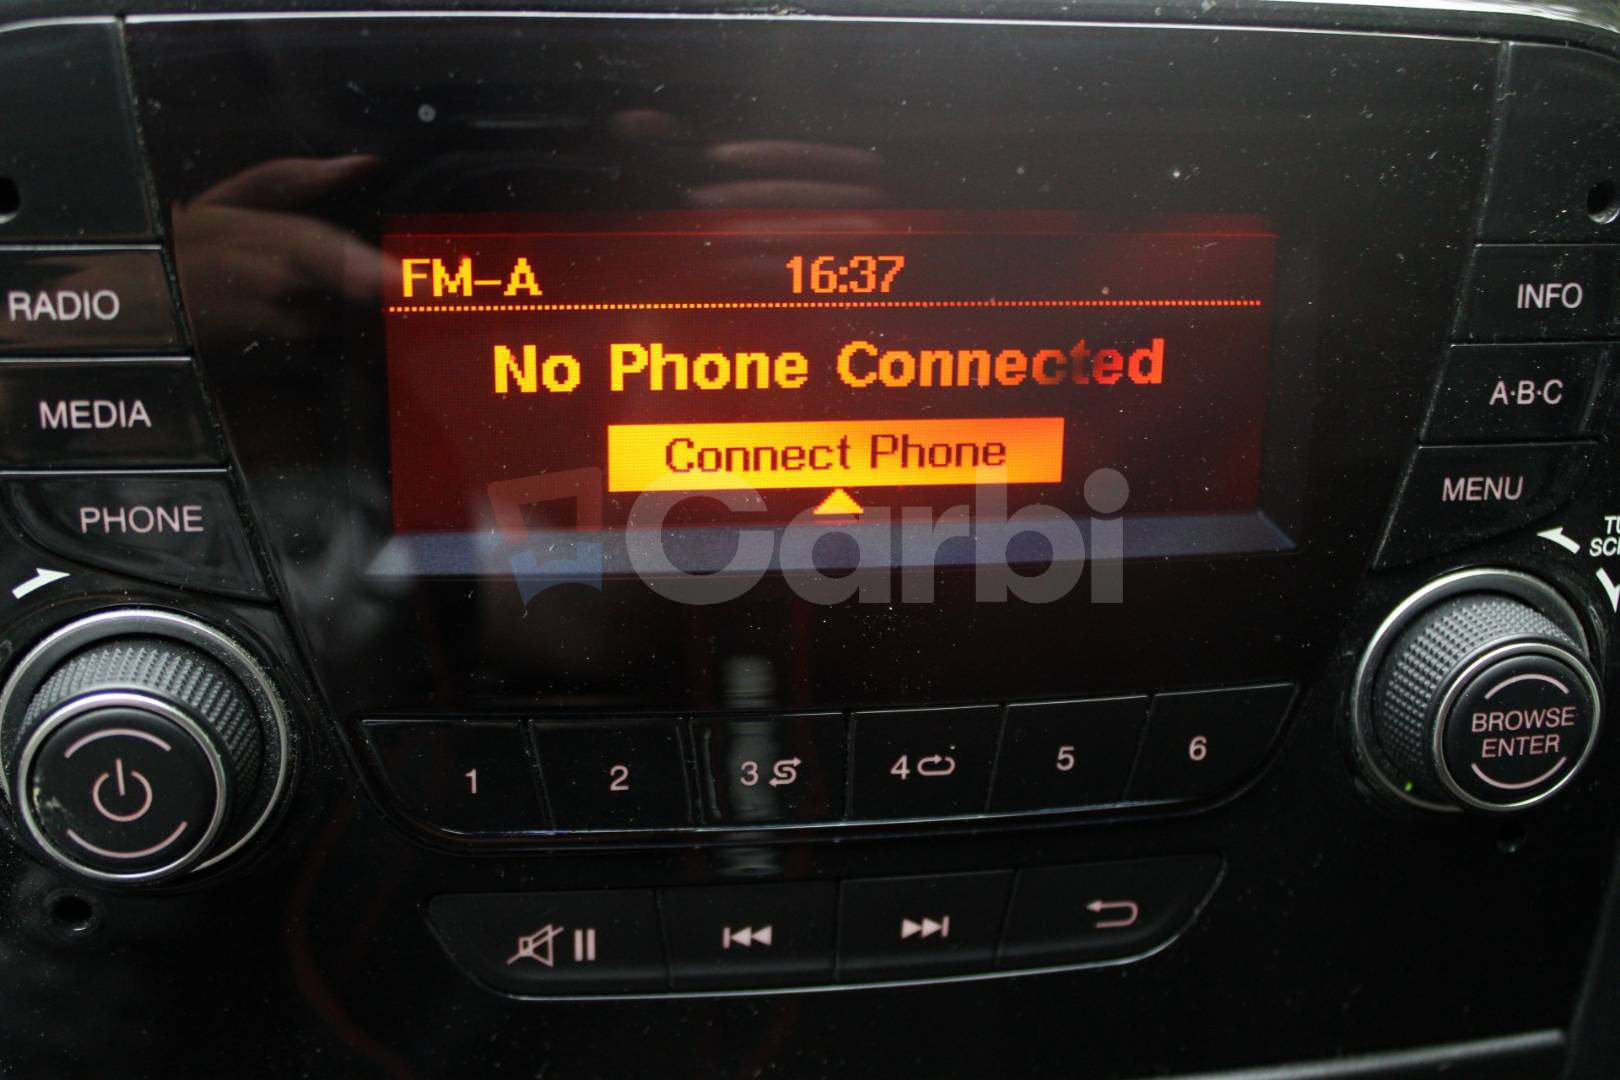 FM-A 16:37
No Phone Connected
Connect Phone
Carbi
RADIO
MEDIA
PHONE
INFO
A·B·C
MENU
BROWSE
ENTER
1 2 3 4 5 6